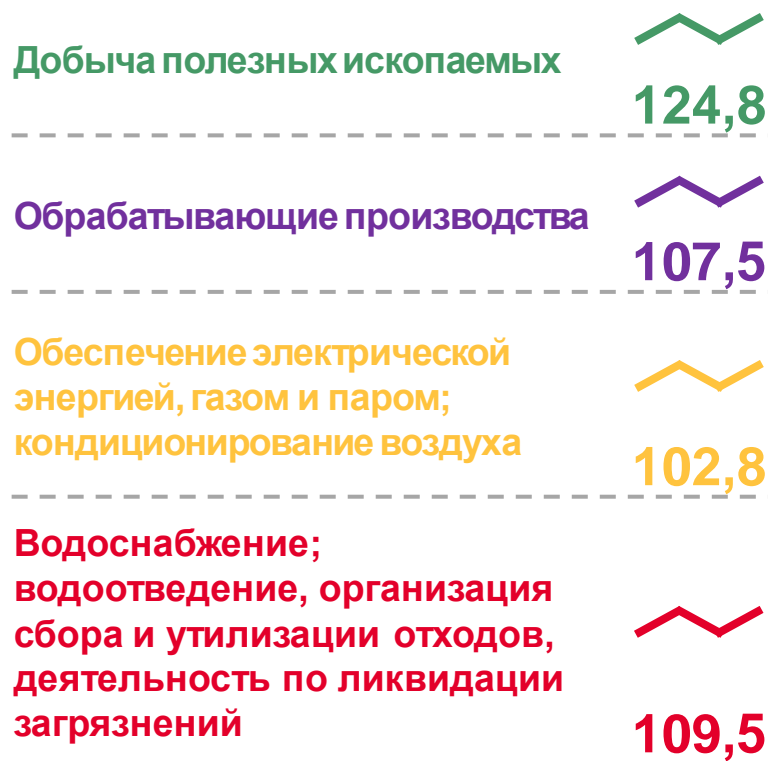 Добыча полезных ископаемых
124,8
Обрабатывающие производства
107,5
Обеспечение электрической
энергией, газом и паром;
кондиционирование воздуха
102,8
Водоснабжение;
водоотведение, организация
сбора и утилизации отходов,
деятельность по ликвидации
загрязнений
109,5